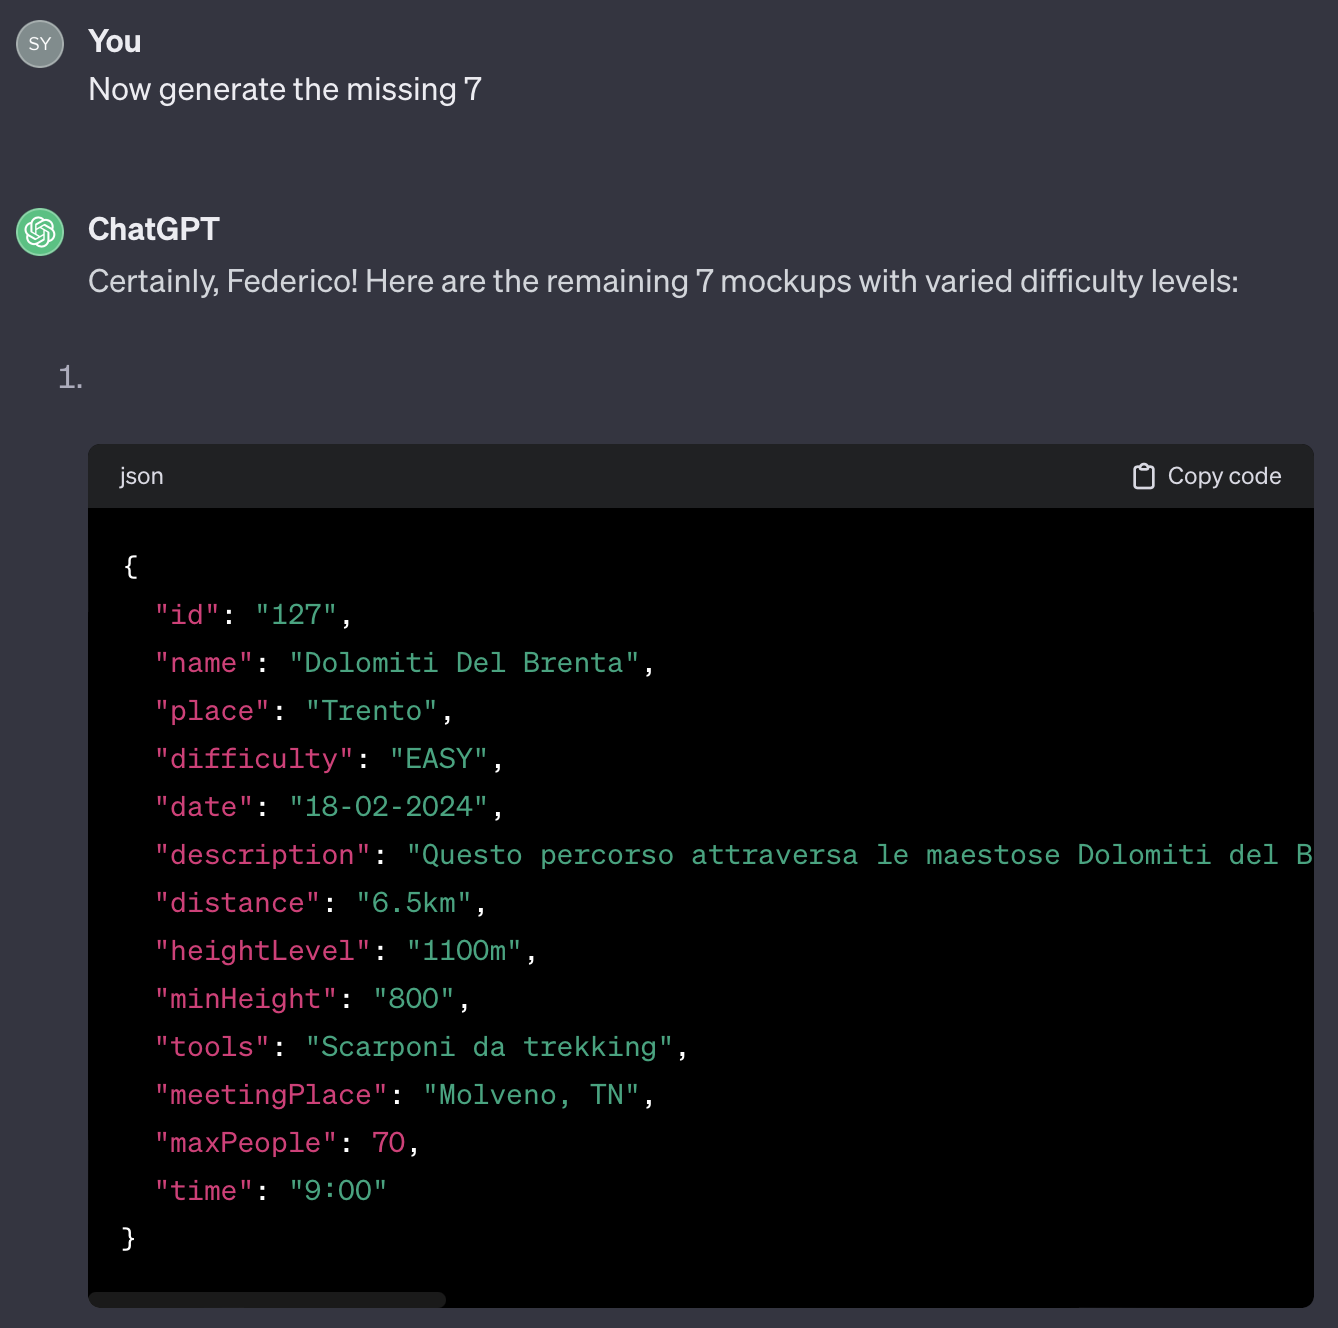 SY
You
Now generate the missing 7
ChatGPT
Certainly, Federico! Here are the remaining 7 mockups with varied difficulty levels:
1.
json
Copy code
{
"id": "127",
"name": "Dolomiti Del Brenta",
"place": "Trento",
"difficulty": "EASY",
"date": "18-02-2024",
"description": "Questo percorso attraversa le maestose Dolomiti del B
"distance": "6.5km",
"heightLevel": "1100m",
"minHeight": "800",
"tools": "Scarponi da trekking",
"meetingPlace": "Molveno, TN",
"maxPeople": 70,
"time": "9:00"
}